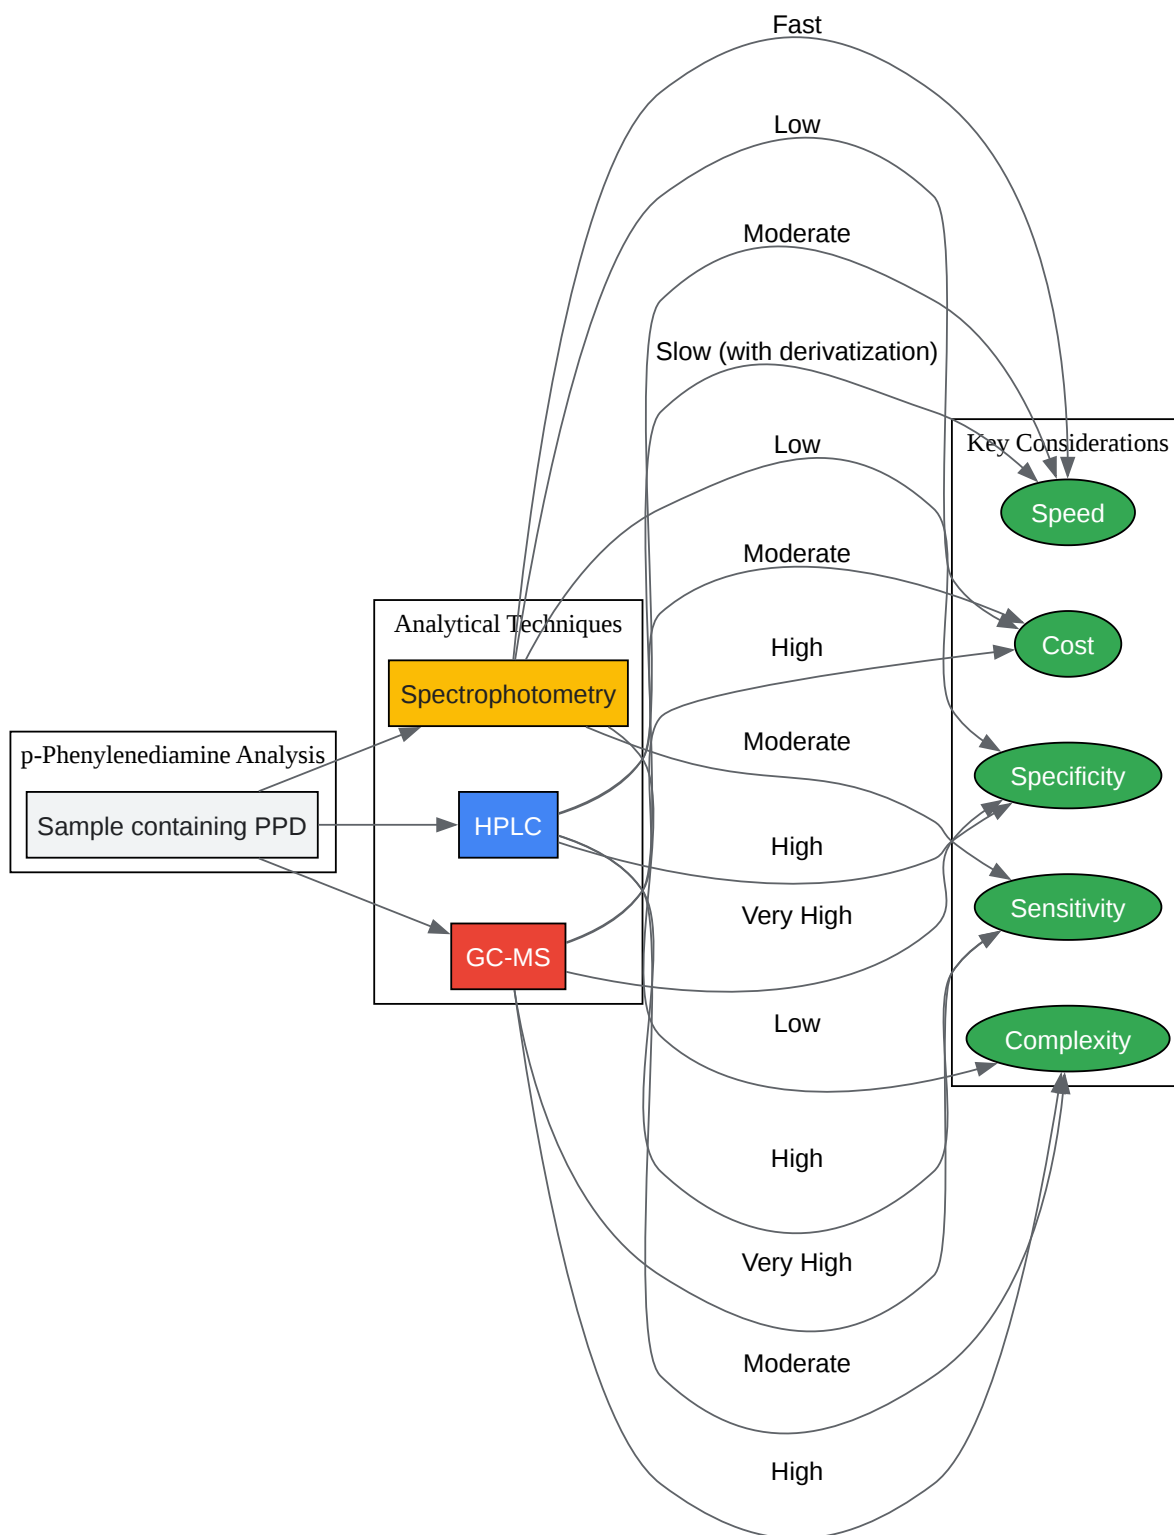 Fast
Low
Moderate
Slow (with derivatization)
Key Considerations
Low
Speed
Moderate
Analytical Techniques
High
Cost
Spectrophotometry
Moderate
p-Phenylenediamine Analysis
Specificity
Sample containing PPD
HPLC
High
Very High
Sensitivity
GC-MS
Low
Complexity
High
Very High
Moderate
High